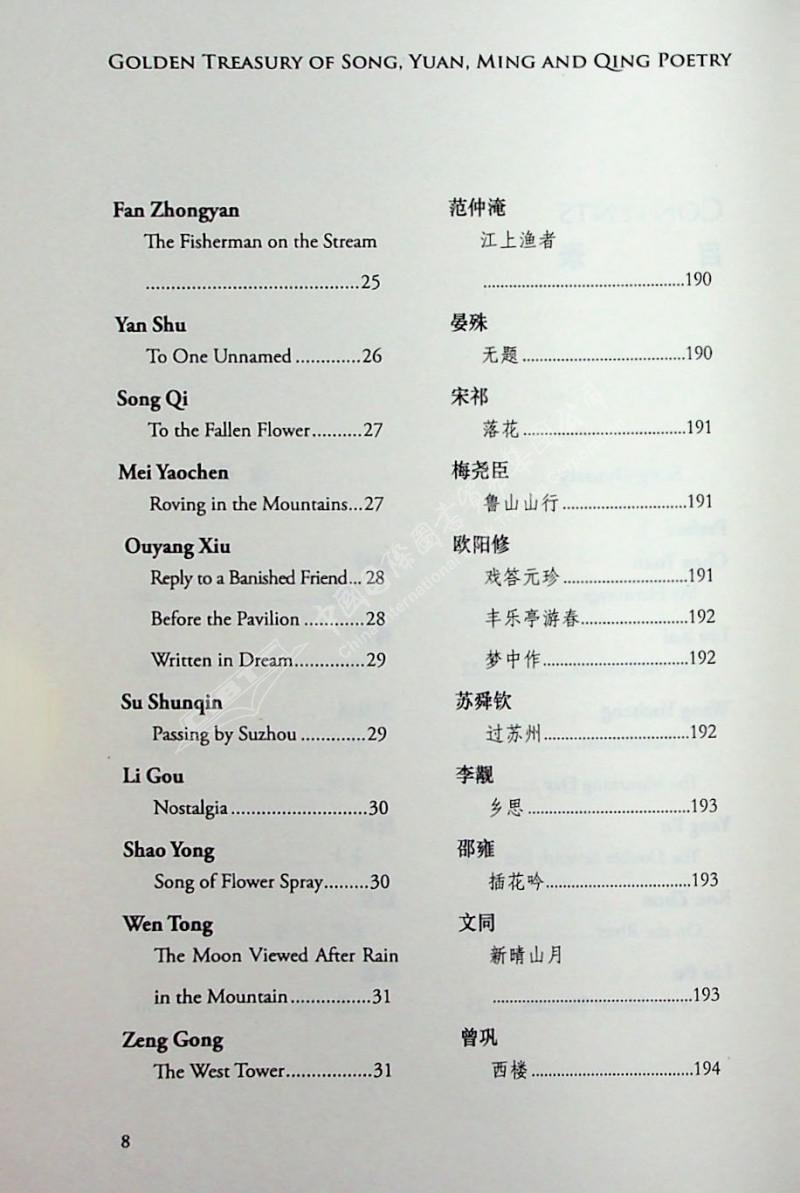 GOLDEN TREASURY OF SONG, YUAN, MING AND QING POETRY
Fan Zhongyan
The Fisherman on the Stream
........................................25
Yan Shu
To One Unnamed.............26
Song Qi
To the Fallen Flower..........27
Mei Yaochen
Roving in the Mountains...27
Ouyang Xiu
Reply to a Banished Friend... 28
Before the Pavilion ............28
Written in Dream..............29
Su Shunqin
Passing by Suzhou .............29
Li Gou
Nostalgia..........................30
Shao Yong
Song of Flower Spray.........30
Wen Tong
The Moon Viewed After Rain
in the Mountain................31
Zeng Gong
The West Tower.................31
范仲淹
江上渔者
............................................190
晏殊
无题....................................190
宋祁
落花....................................191
梅尧臣
鲁山山行...........................191
欧阳修
戏答元珍...........................191
丰乐亭游春.......................192
梦中作................................192
苏舜钦
过苏州................................192
李觏
乡思....................................193
邵雍
插花吟................................193
文同
新晴山月
............................................193
曾巩
西楼....................................194
8